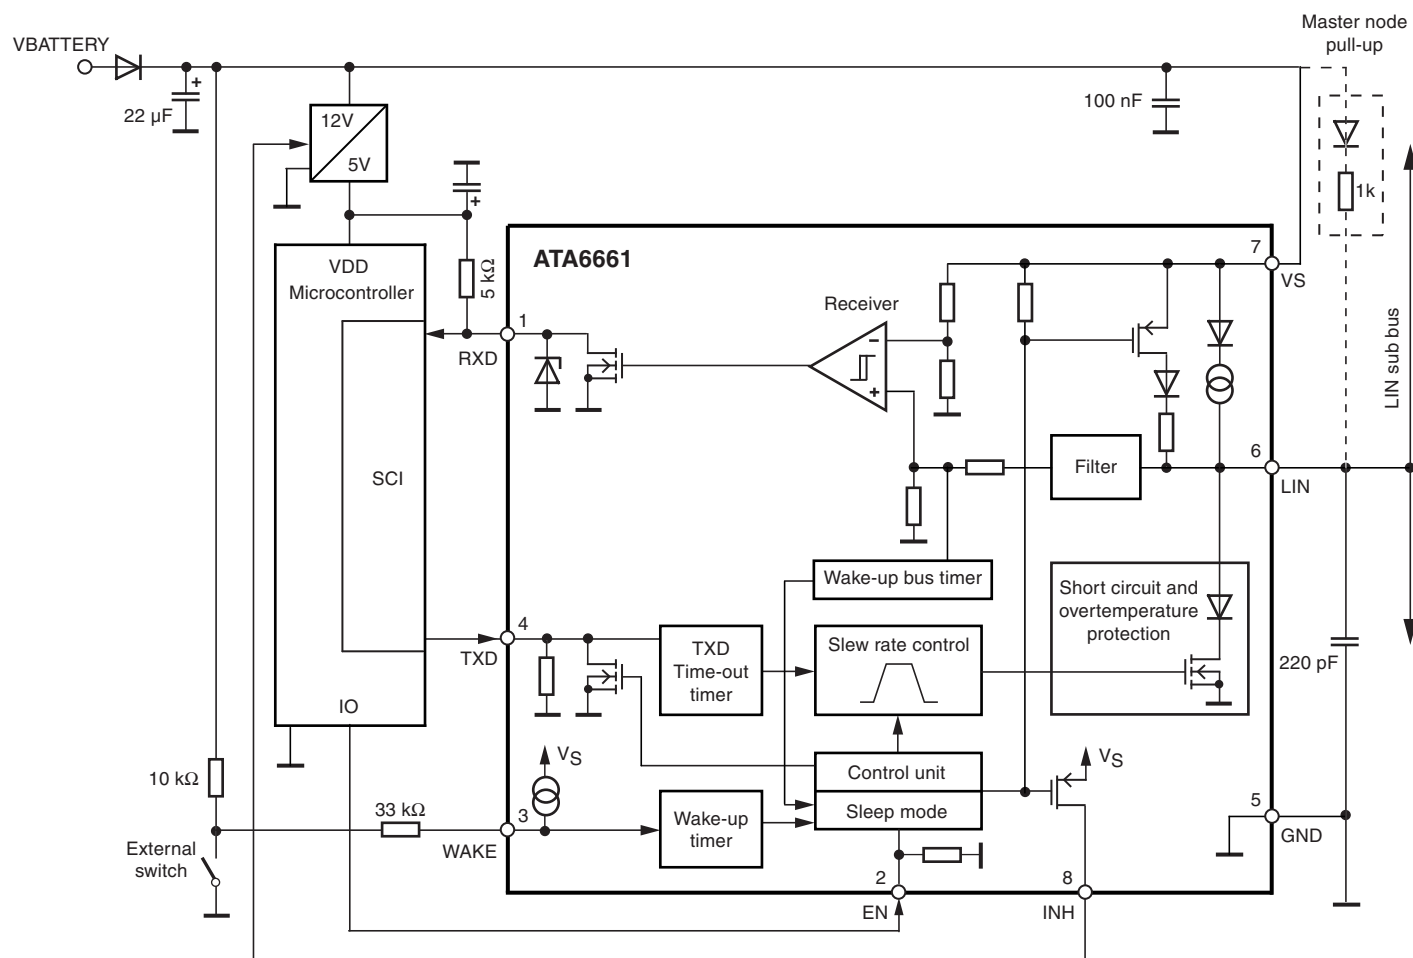 Master node
pull-up
VBATTERY
+
22 µF
12V
5V
+
100 nF
1k
LIN sub bus
VDD
Microcontroller
5 kΩ
ATA6661
7
VS
Receiver
1
RXD
-
+
SCI
Filter
6
LIN
Wake-up bus timer
Short circuit and
overtemperature
protection
4
TXD
TXD
Time-out
timer
Slew rate control
220 pF
IO
VS
Control unit
Sleep mode
VS
10 kΩ
33 kΩ
3
WAKE
Wake-up
timer
5
GND
External
switch
2
EN
8
INH